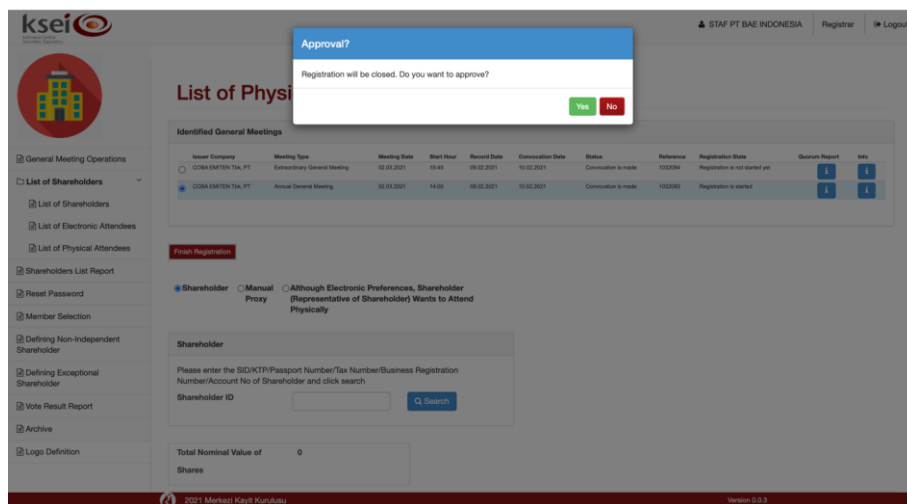 ksei
STAF PT BAE INDONESIA
Registrar
Logout
Approval?
Registration will be closed. Do you want to approve?
Yes
No
List of Physi
Identified General Meetings
Issuer Company Meeting Type Meeting Date Start Hour Record Date Convocation Date Status Reference Registration State Quorum Report Info
COBA EMITEN Tbk, PT Extraordinary General Meeting 02.03.2021 15:45 09.02.2021 10.02.2021 Convocation is made Registration is not started yet
COBA EMITEN Tbk, PT Annual General Meeting 02.03.2021 14:00 09.02.2021 10.02.2021 Convocation is made Registration is started
General Meeting Operations
List of Shareholders
List of Shareholders
List of Electronic Attendees
List of Physical Attendees
Shareholders List Report
Reset Password
Member Selection
Defining Non-Independent
Shareholder
Defining Exceptional
Shareholder
Vote Result Report
Archive
Logo Definition
Finish Registration
Shareholder
Manual
Proxy
Although Electronic Preferences, Shareholder
(Representative of Shareholder) Wants to Attend
Physically
Shareholder
Please enter the SID/KTP/Passport Number/Tax Number/Business Registration
Number/Account No of Shareholder and click search
Shareholder ID
Search
Total Nominal Value of 0
Shares
2021 Merkezi Kayıt Kurulusu
Version 0.0.3